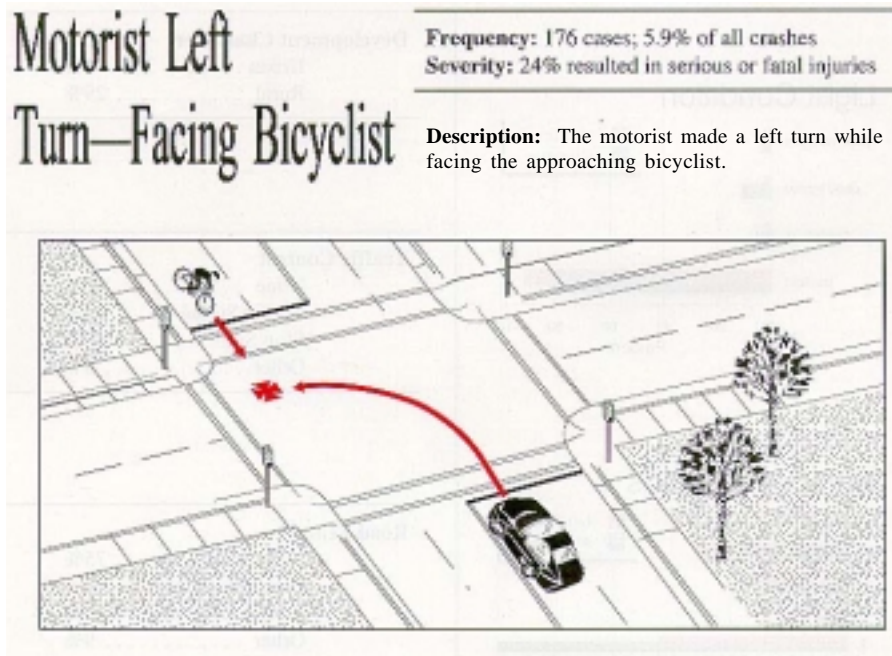 Motorist Left
Turn—Facing Bicyclist
Frequency: 176 cases; 5.9% of all crashes
Severity: 24% resulted in serious or fatal injuries
Description: The motorist made a left turn while
facing the approaching bicyclist.